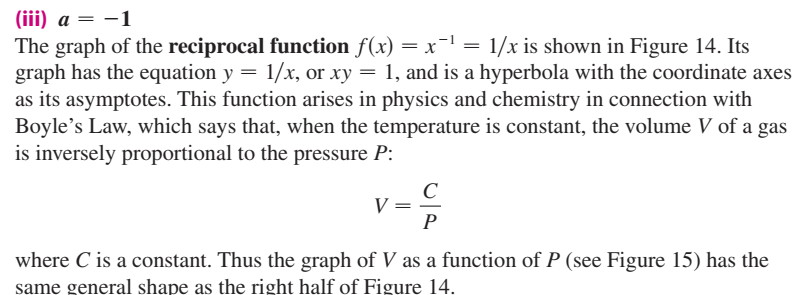 (iii) a = −1
The graph of the reciprocal function f(x) = x⁻¹ = 1/x is shown in Figure 14. Its
graph has the equation y = 1/x, or xy = 1, and is a hyperbola with the coordinate axes
as its asymptotes. This function arises in physics and chemistry in connection with
Boyle’s Law, which says that, when the temperature is constant, the volume V of a gas
is inversely proportional to the pressure P:
V = C/P
where C is a constant. Thus the graph of V as a function of P (see Figure 15) has the
same general shape as the right half of Figure 14.